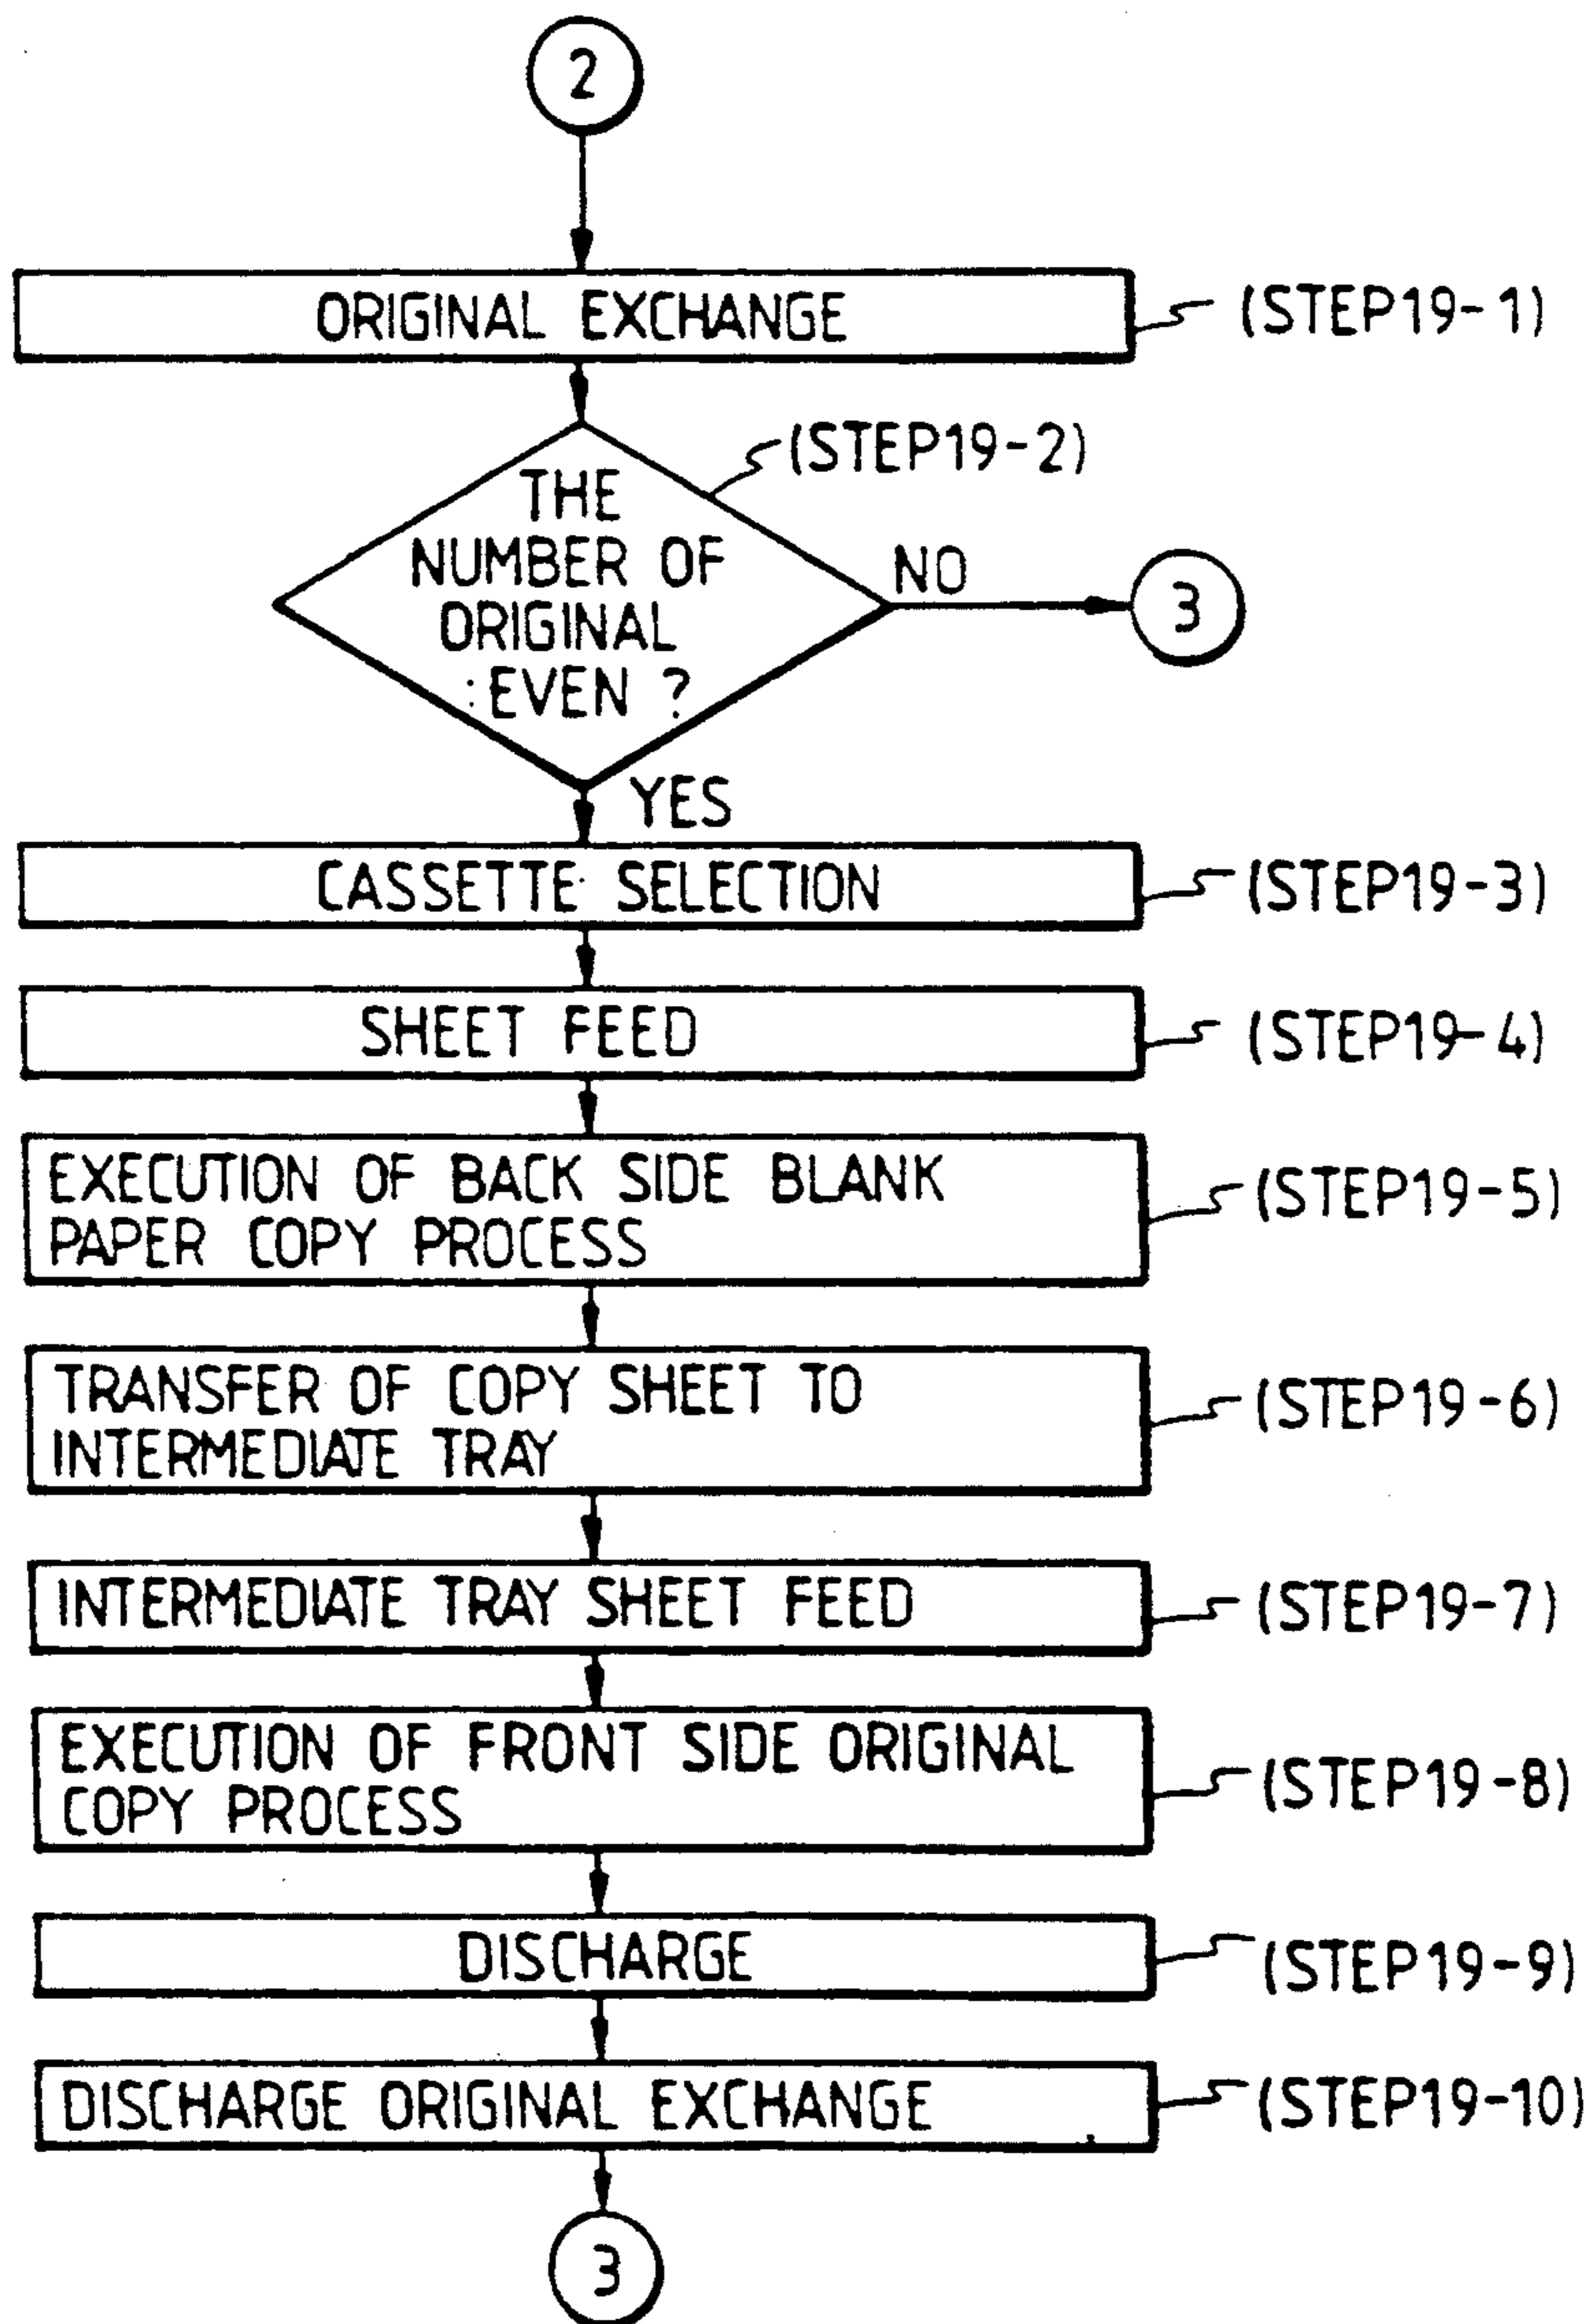 2
ORIGINAL EXCHANGE
(STEP19-1)
(STEP19-2)
THE
NUMBER OF
ORIGINAL
:EVEN ?
NO
3
YES
CASSETTE SELECTION
(STEP19-3)
SHEET FEED
(STEP19-4)
EXECUTION OF BACK SIDE BLANK
PAPER COPY PROCESS
(STEP19-5)
TRANSFER OF COPY SHEET TO
INTERMEDIATE TRAY
(STEP19-6)
INTERMEDIATE TRAY SHEET FEED
(STEP19-7)
EXECUTION OF FRONT SIDE ORIGINAL
COPY PROCESS
(STEP19-8)
DISCHARGE
(STEP19-9)
DISCHARGE ORIGINAL EXCHANGE
(STEP19-10)
3